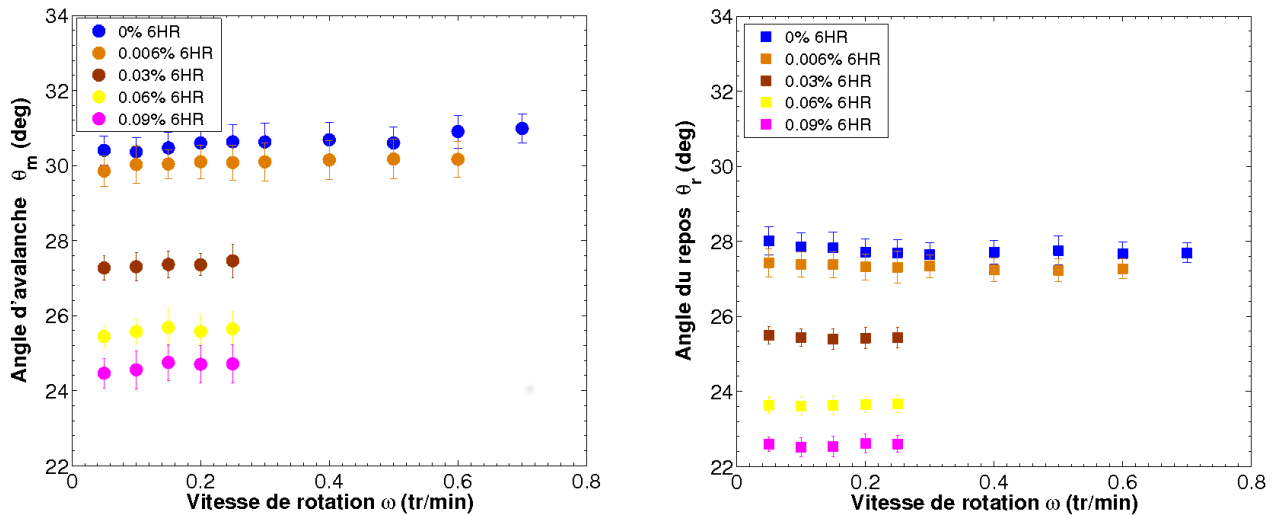 0% 6HR
0.006% 6HR
0.03% 6HR
0.06% 6HR
0.09% 6HR
34
32
30
28
26
24
22
0
0.2
0.4
0.6
0.8
Angle d'avalanche θm (deg)
Vitesse de rotation ω (tr/min)
0% 6HR
0.006% 6HR
0.03% 6HR
0.06% 6HR
0.09% 6HR
34
32
30
28
26
24
22
0
0.2
0.4
0.6
0.8
Angle du repos θr (deg)
Vitesse de rotation ω (tr/min)